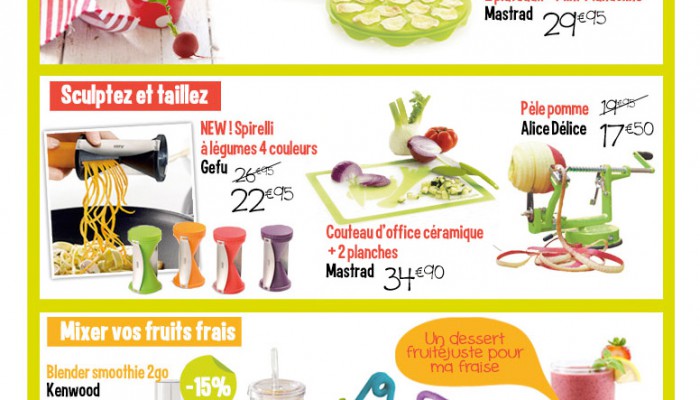 Mastrad 29€95
Sculptez et taillez
NEW ! Spirelli
à légumes 4 couleurs
Gefu 26€95
22€95
Couteau d'office céramique
+ 2 planches
Mastrad 34€90
Pèle pomme 19€95
Alice Délice 17€50
Mixer vos fruits frais
Blender smoothie 2go
Kenwood
-15%
Un dessert
fruitéjuste pour
ma fraise